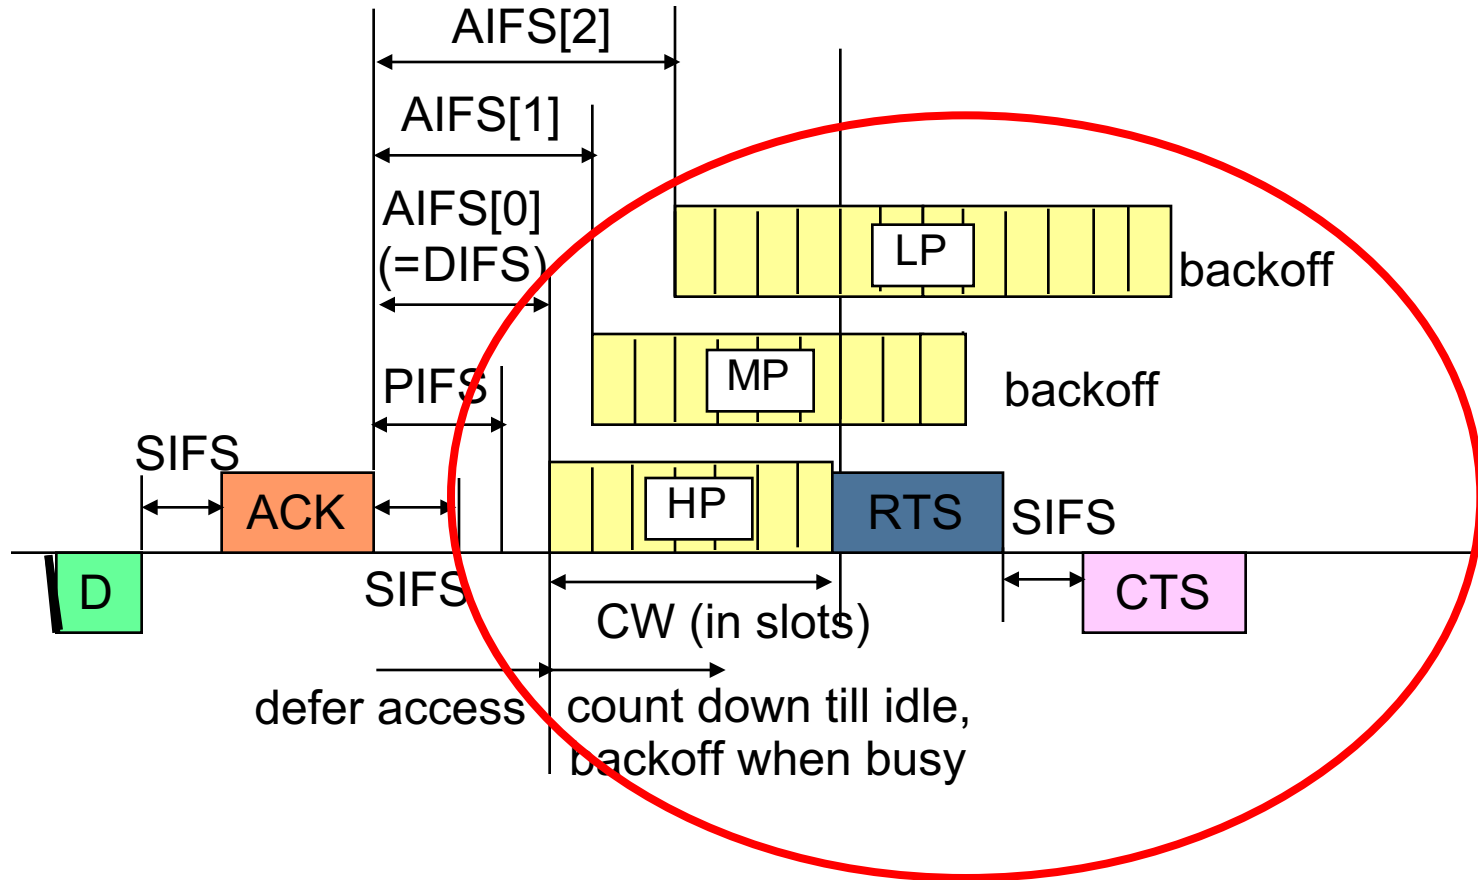 AIFS[2]
AIFS[1]
AIFS[0]
(=DIFS)
LP
backoff
PIFS
MP
backoff
SIFS
ACK
HP
RTS
SIFS
D
SIFS
CTS
CW (in slots)
defer access
count down till idle,
backoff when busy